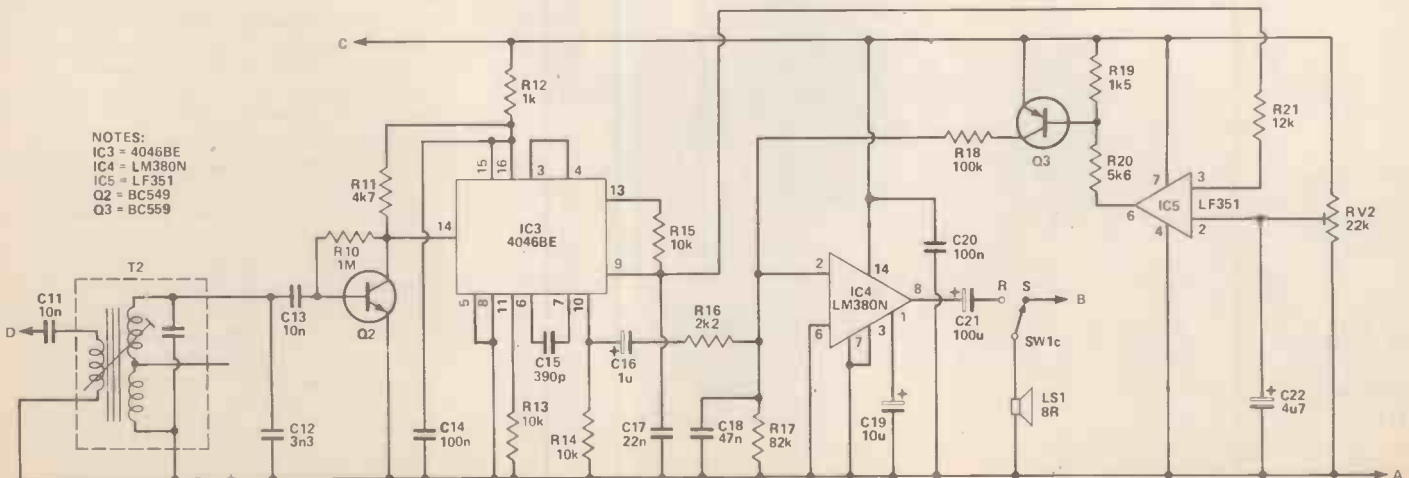 C
NOTES:
IC3 = 4046BE
IC4 = LM380N
IC5 = LF351
Q2 = BC549
Q3 = BC559
R12
1k
R11
4k7
15
16
3
4
13
14
IC3
4046BE
R15
10k
9
R10
1M
Q2
5
8
11
6
7
10
C15
390p
R13
10k
R14
10k
C14
100n
T2
C11
10n
D
C13
10n
C12
3n3
C16
1u
+
R16
2k2
C17
22n
C18
47n
R17
82k
R18
100k
Q3
R19
1k5
R20
5k6
R21
12k
7
3
IC5
LF351
6
2
4
RV2
22k
C20
100n
2
14
IC4
LM380N
8
6
7
3
1
+
C21
100u
R
S
B
SW1c
+
C19
10u
LS1
8R
+
C22
4u7
A